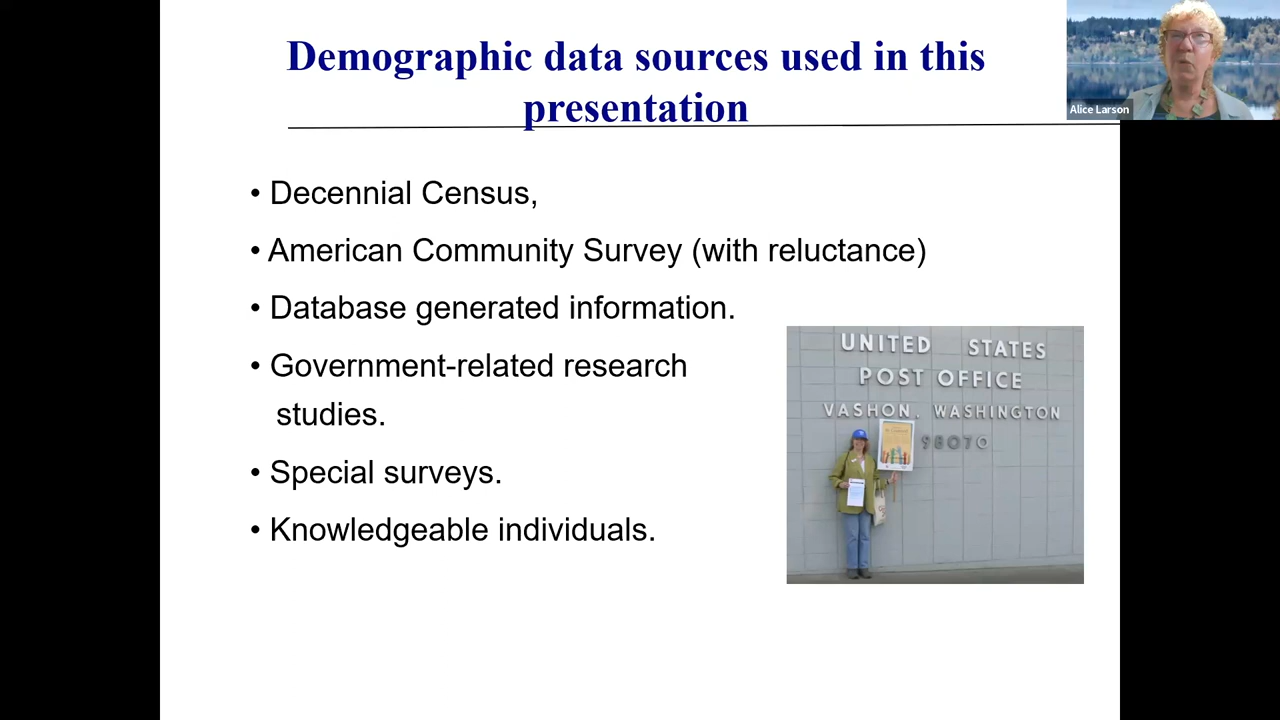 Demographic data sources used in this
presentation
Alice Larson
• Decennial Census,
• American Community Survey (with reluctance)
• Database generated information.
• Government-related research
studies.
• Special surveys.
• Knowledgeable individuals.
UNITED STATES
POST OFFICE
VASHON, WASHINGTON
98070